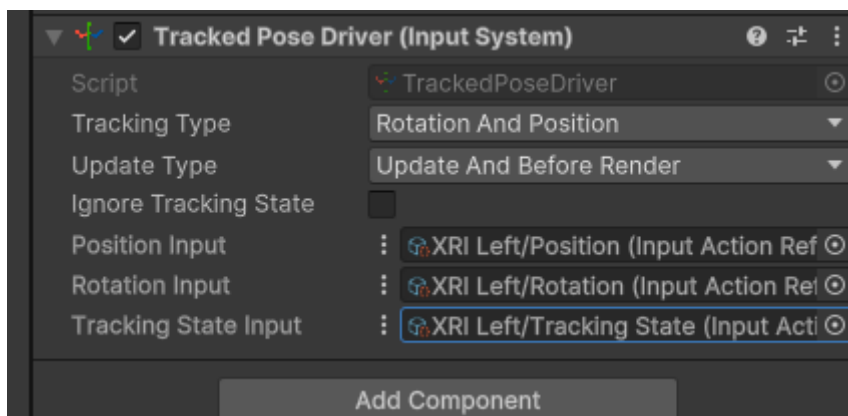 Tracked Pose Driver (Input System)
Script TrackedPoseDriver
Tracking Type Rotation And Position
Update Type Update And Before Render
Ignore Tracking State
Position Input XRI Left/Position (Input Action Ref
Rotation Input XRI Left/Rotation (Input Action Ref
Tracking State Input XRI Left/Tracking State (Input Acti
Add Component